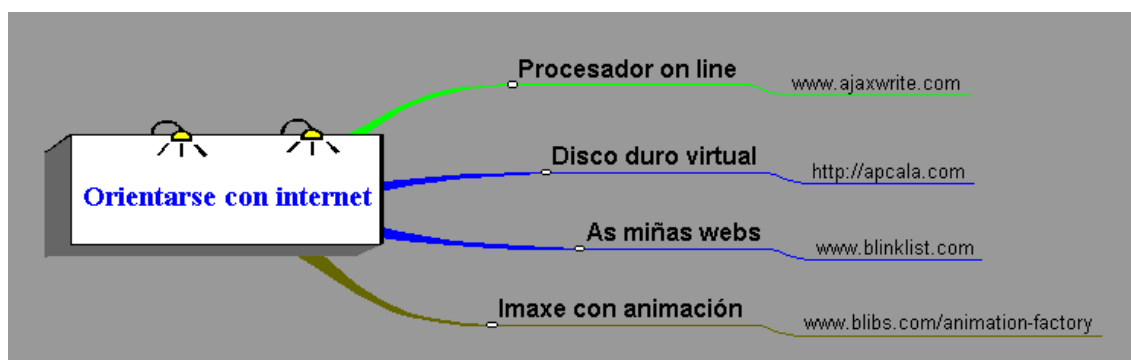 Orientarse con internet
Procesador on line
www.ajaxwrite.com
Disco duro virtual
http://apcala.com
As miñas webs
www.blinklist.com
Imaxe con animación
www.blibs.com/animation-factory